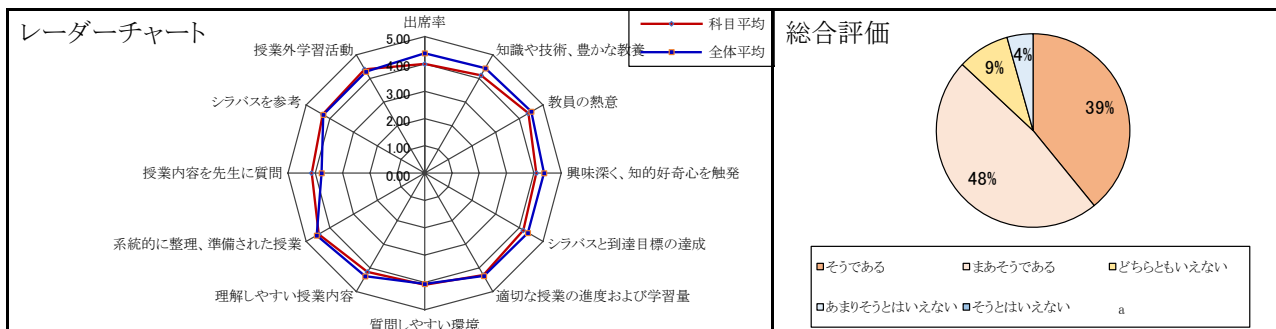 レーダーチャート
出席率
5.00
4.00
3.00
2.00
1.00
0.00
知識や技術、豊かな教養
教員の熱意
興味深く、知的好奇心を触発
シラバスと到達目標の達成
適切な授業の進度および学習量
質問しやすい環境
理解しやすい授業内容
系統的に整理、準備された授業
授業内容を先生に質問
シラバスを参考
授業外学習活動
科目平均
全体平均
総合評価
39%
48%
9%
4%
そうである
まあそうである
どちらともいえない
あまりそうとはいえない
そうとはいえない
a